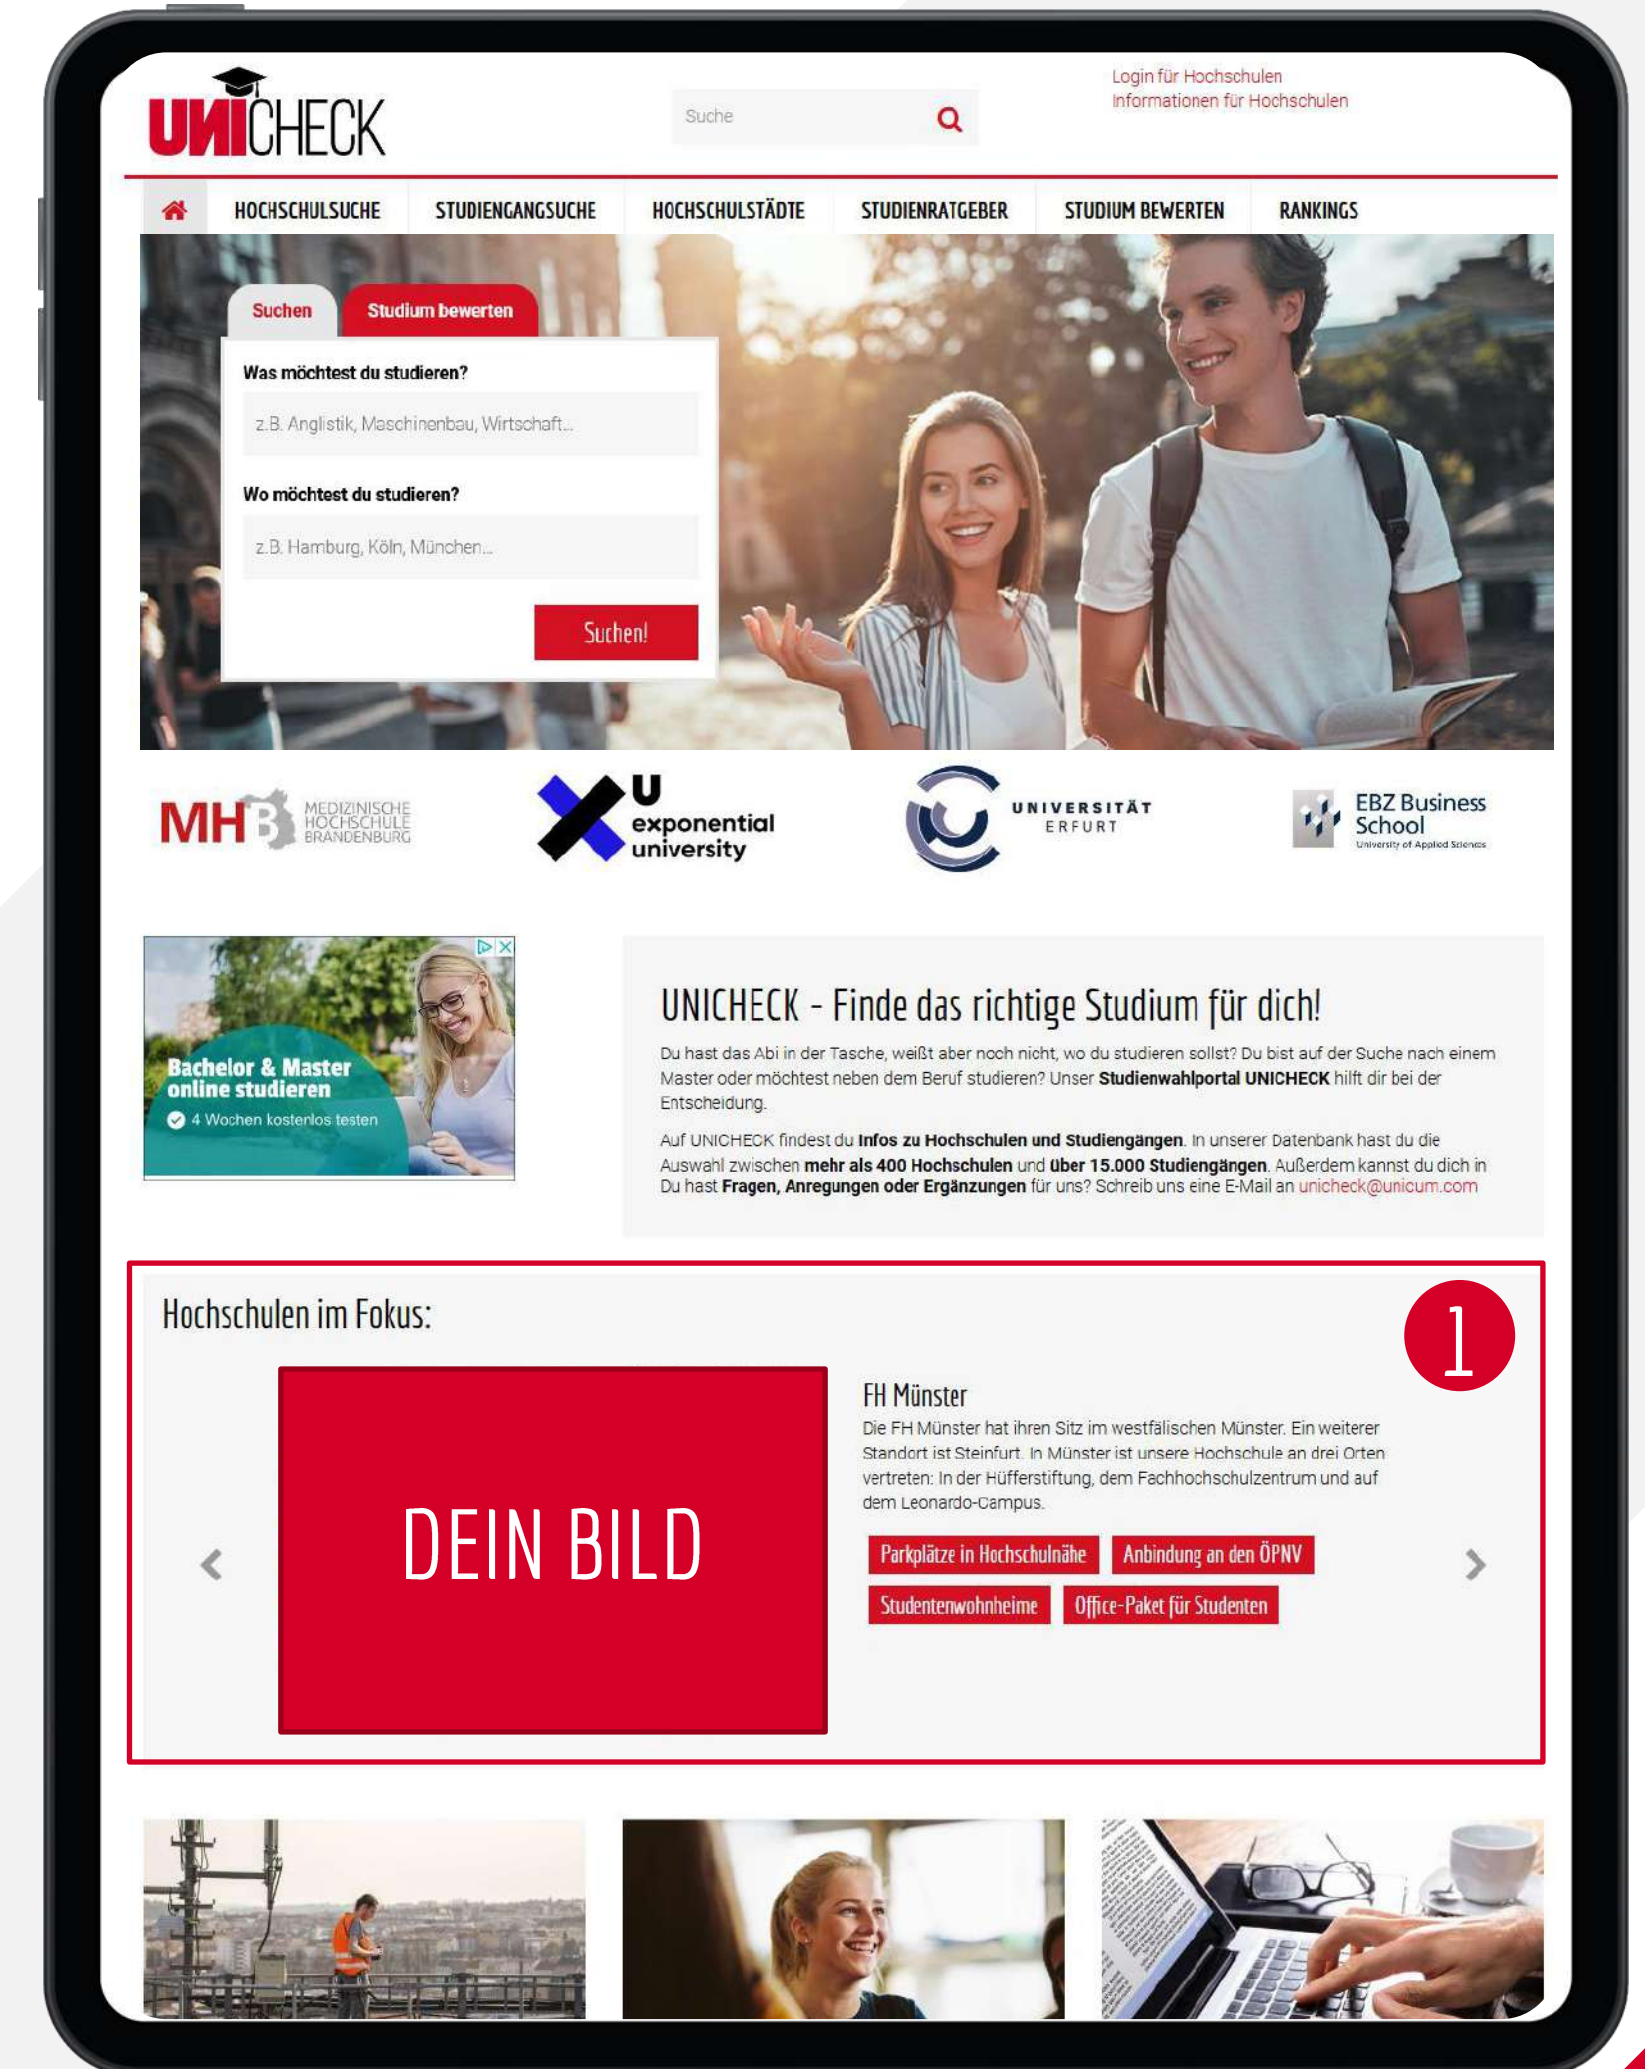 UNICHECK
Suche
Login für Hochschulen
Informationen für Hochschulen
HOCHSCHULSUCHE
STUDIENGANGSUCHE
HOCHSCHULSTÄDTE
STUDIENRATGEBER
STUDIUM BEWERTEN
RANKINGS
Suchen
Studium bewerten
Was möchtest du studieren?
z.B. Anglistik, Maschinenbau, Wirtschaft...
Wo möchtest du studieren?
z.B. Hamburg, Köln, München...
Suchen!
MHB
MEDIZINISCHE
HOCHSCHULE
BRANDENBURG
XU
exponential
university
UNIVERSITÄT
ERFURT
EBZ Business
School
University of Applied Sciences
Bachelor & Master
online studieren
4 Wochen kostenlos testen
UNICHECK - Finde das richtige Studium für dich!
Du hast das Abi in der Tasche, weißt aber noch nicht, wo du studieren sollst? Du bist auf der Suche nach einem
Master oder möchtest neben dem Beruf studieren? Unser Studienwahlportal UNICHECK hilft dir bei der
Entscheidung.
Auf UNICHECK findest du Infos zu Hochschulen und Studiengängen. In unserer Datenbank hast du die
Auswahl zwischen mehr als 400 Hochschulen und über 15.000 Studiengängen. Außerdem kannst du dich in
Du hast Fragen, Anregungen oder Ergänzungen für uns? Schreib uns eine E-Mail an unicheck@unicum.com
Hochschulen im Fokus:
1
DEIN BILD
FH Münster
Die FH Münster hat ihren Sitz im westfälischen Münster. Ein weiterer
Standort ist Steinfurt. In Münster ist unsere Hochschule an drei Orten
vertreten: In der Hüfferstiftung, dem Fachhochschulzentrum und auf
dem Leonardo-Campus.
Parkplätze in Hochschulnähe
Anbindung an den ÖPNV
Studentenwohnheime
Office-Paket für Studenten